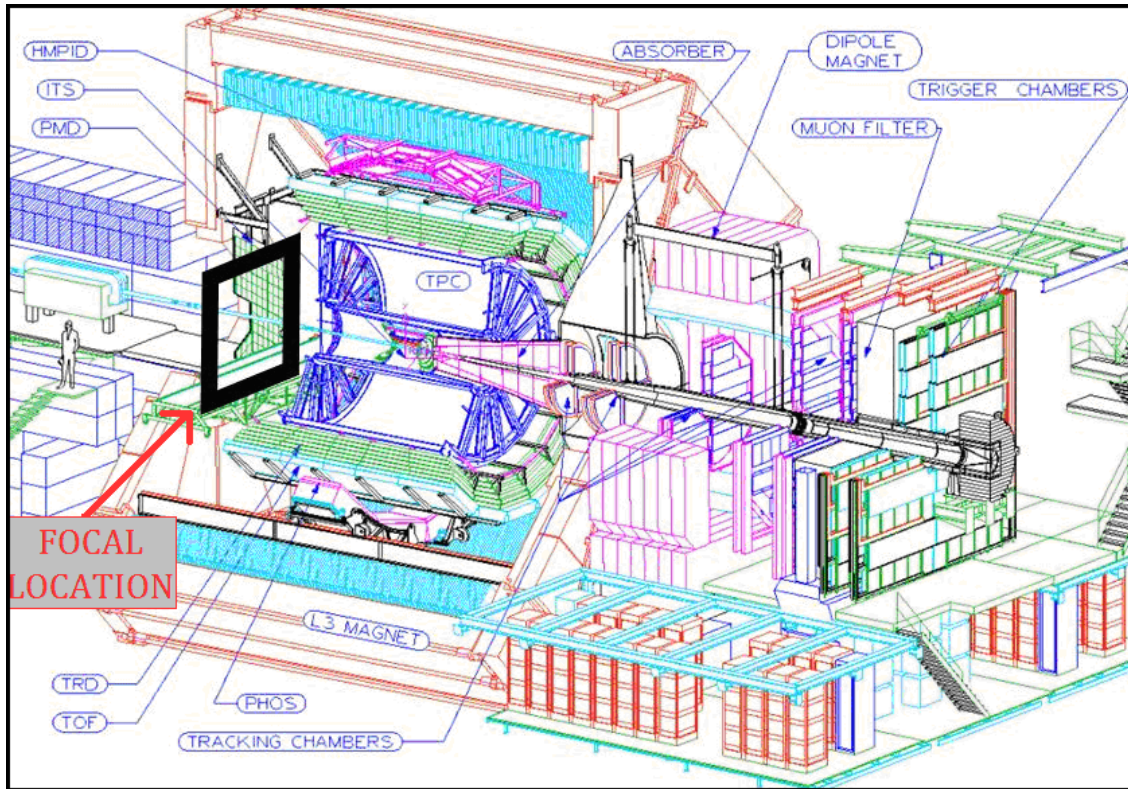 HMPID
ITS
PMD
ABSORBER
DIPOLE
MAGNET
TRIGGER CHAMBERS
MUON FILTER
TPC
FOCAL
LOCATION
L3 MAGNET
TRD
PHOS
TOF
TRACKING CHAMBERS